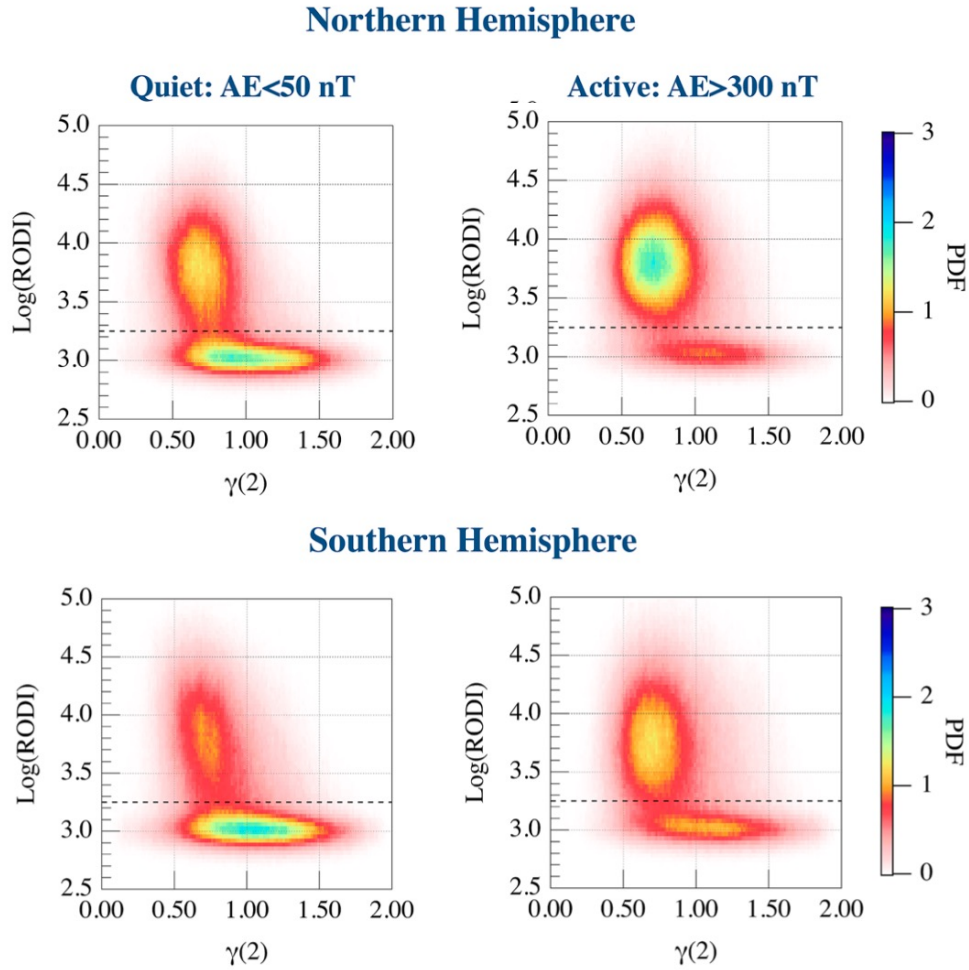 Northern Hemisphere
Quiet: AE<50 nT
Active: AE>300 nT
5.0
4.5
4.0
3.5
3.0
2.5
Log(RODI)
0.00 0.50 1.00 1.50 2.00
γ(2)
5.0
4.5
4.0
3.5
3.0
2.5
Log(RODI)
0.00 0.50 1.00 1.50 2.00
γ(2)
3
2
1
0
PDF
Southern Hemisphere
5.0
4.5
4.0
3.5
3.0
2.5
Log(RODI)
0.00 0.50 1.00 1.50 2.00
γ(2)
5.0
4.5
4.0
3.5
3.0
2.5
Log(RODI)
0.00 0.50 1.00 1.50 2.00
γ(2)
3
2
1
0
PDF